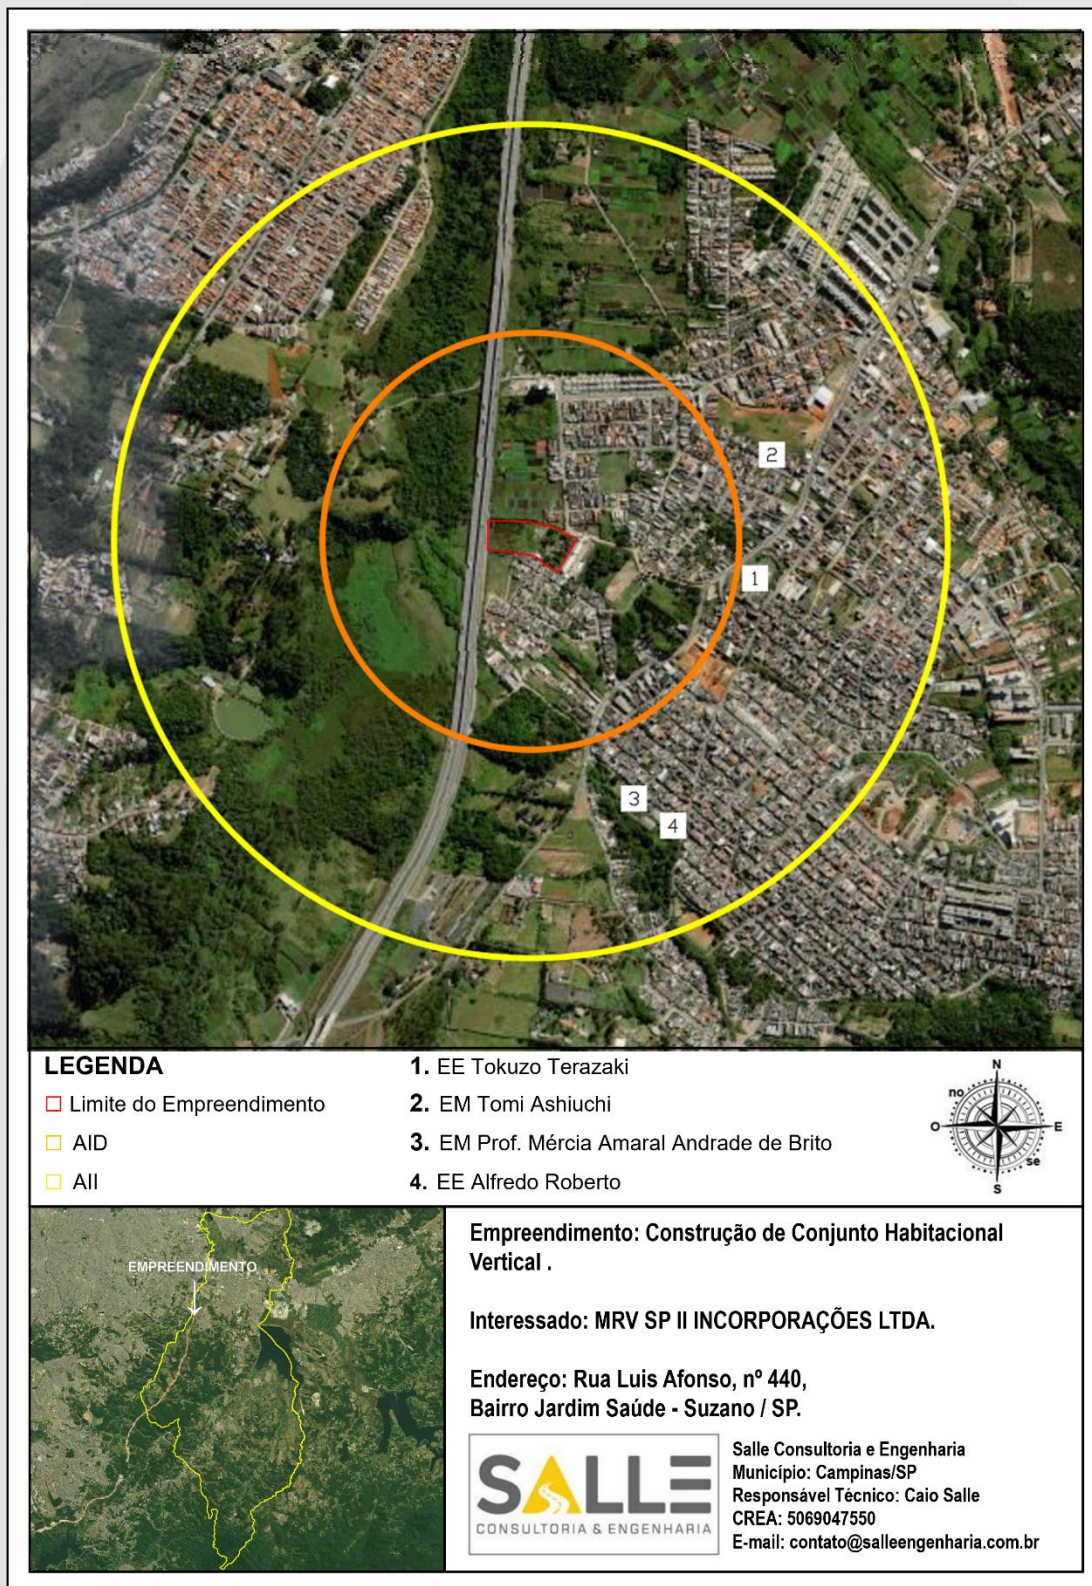 2
1
3
4
LEGENDA
Limite do Empreendimento
AID
AII
1. EE Tokuzo Terazaki
2. EM Tomi Ashiuchi
3. EM Prof. Mércia Amaral Andrade de Brito
4. EE Alfredo Roberto
N
no
O
E
se
S
EMPREENDIMENTO
Empreendimento: Construção de Conjunto Habitacional
Vertical .
Interessado: MRV SP II INCORPORAÇÕES LTDA.
Endereço: Rua Luis Afonso, nº 440,
Bairro Jardim Saúde - Suzano / SP.
SALLE
CONSULTORIA & ENGENHARIA
Salle Consultoria e Engenharia
Município: Campinas/SP
Responsável Técnico: Caio Salle
CREA: 5069047550
E-mail: contato@salleengenharia.com.br